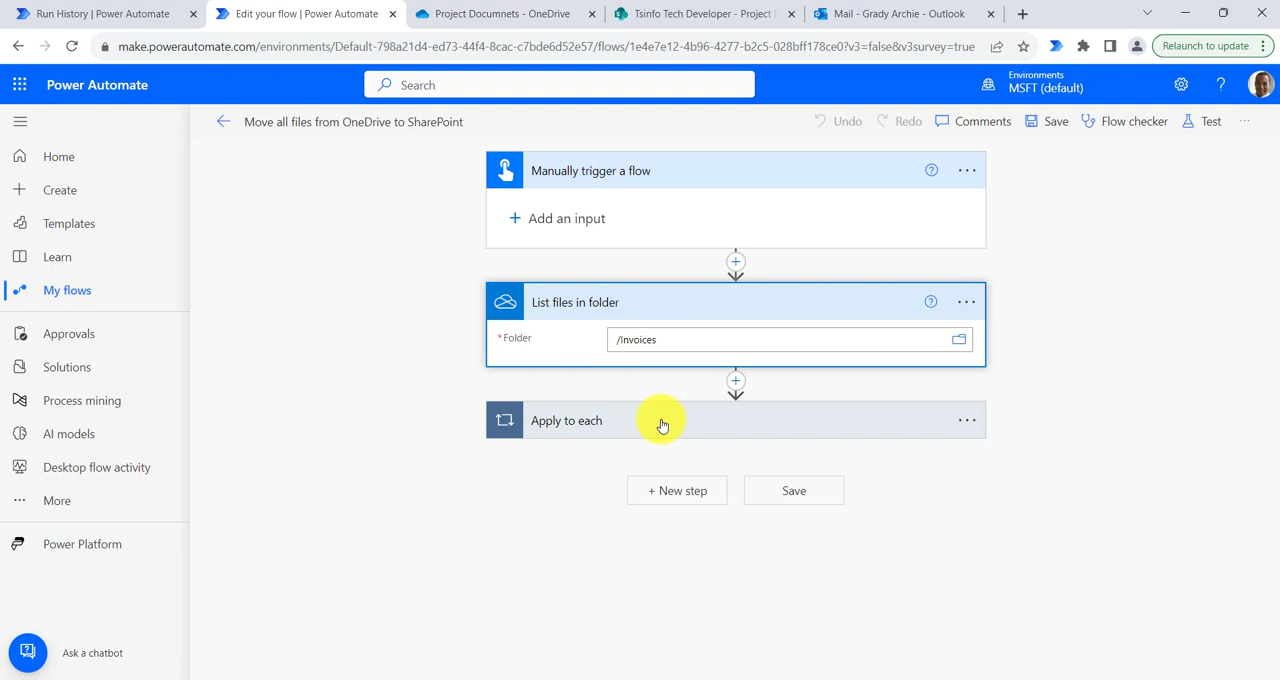 Run History | Power Automate
Edit your flow | Power Automate
Project Documnets - OneDrive
Tsinfo Tech Developer - Project
Mail - Grady Archie - Outlook
make.powerautomate.com/environments/Default-798a21d4-ed73-44f4-8cac-c7bde6d52e57/flows/1e4e7e12-4b96-4277-b2c5-028bff178ce0?v3=false&v3survey=true
Relaunch to update
Power Automate
Search
Environments
MSFT (default)
Move all files from OneDrive to SharePoint
Undo
Redo
Comments
Save
Flow checker
Test
Home
Create
Templates
Learn
My flows
Approvals
Solutions
Process mining
AI models
Desktop flow activity
More
Power Platform
Ask a chatbot
Manually trigger a flow
+ Add an input
List files in folder
* Folder
/Invoices
Apply to each
+ New step
Save